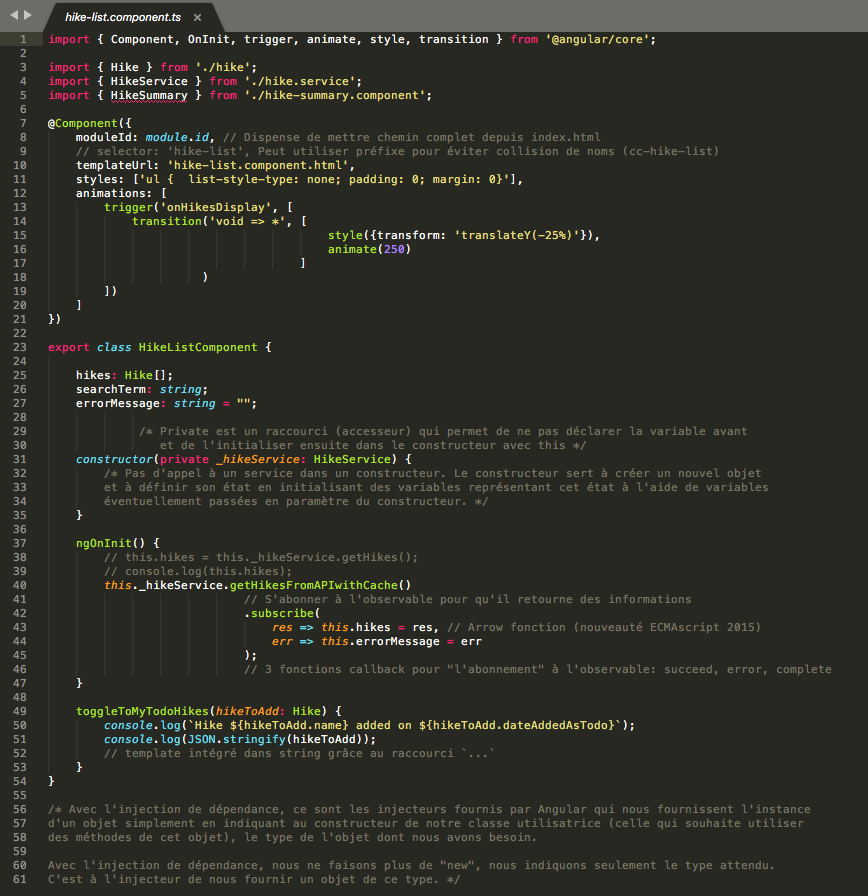 hike-list.component.ts ×
1 import { Component, OnInit, trigger, animate, style, transition } from '@angular/core';
2
3 import { Hike } from './hike';
4 import { HikeService } from './hike.service';
5 import { HikeSummary } from './hike-summary.component';
6
7 @Component({
8     moduleId: module.id, // Dispense de mettre chemin complet depuis index.html
9     // selector: 'hike-list', Peut utiliser préfixe pour éviter collision de noms (cc-hike-list)
10     templateUrl: 'hike-list.component.html',
11     styles: ['ul {  list-style-type: none; padding: 0; margin: 0}'],
12     animations: [
13         trigger('onHikesDisplay', [
14             transition('void => *', [
15                                         style({transform: 'translateY(-25%)'}),
16                                         animate(250)
17                                     ]
18                       )
19         ])
20     ]
21 })
22
23 export class HikeListComponent {
24
25     hikes: Hike[];
26     searchTerm: string;
27     errorMessage: string = "";
28
29              /* Private est un raccourci (accesseur) qui permet de ne pas déclarer la variable avant
30                 et de l'initialiser ensuite dans le constructeur avec this */
31     constructor(private _hikeService: HikeService) {
32         /* Pas d'appel à un service dans un constructeur. Le constructeur sert à créer un nouvel objet
33         et à définir son état en initialisant des variables représentant cet état à l'aide de variables
34         éventuellement passées en paramètre du constructeur. */
35     }
36
37     ngOnInit() {
38         // this.hikes = this._hikeService.getHikes();
39         // console.log(this.hikes);
40         this._hikeService.getHikesFromAPIwithCache()
41                             // S'abonner à l'observable pour qu'il retourne des informations
42                             .subscribe(
43                                 res => this.hikes = res, // Arrow fonction (nouveauté ECMAscript 2015)
44                                 err => this.errorMessage = err
45                             );
46                             // 3 fonctions callback pour "l'abonnement" à l'observable: succeed, error, complete
47     }
48
49     toggleToMyTodoHikes(hikeToAdd: Hike) {
50         console.log(`Hike ${hikeToAdd.name} added on ${hikeToAdd.dateAddedAsTodo}`);
51         console.log(JSON.stringify(hikeToAdd));
52         // template intégré dans string grâce au raccourci `...`
53     }
54 }
55
56 /* Avec l'injection de dépendance, ce sont les injecteurs fournis par Angular qui nous fournissent l'instance
57 d'un objet simplement en indiquant au constructeur de notre classe utilisatrice (celle qui souhaite utiliser
58 des méthodes de cet objet), le type de l'objet dont nous avons besoin.
59
60 Avec l'injection de dépendance, nous ne faisons plus de "new", nous indiquons seulement le type attendu.
61 C'est à l'injecteur de nous fournir un objet de ce type. */